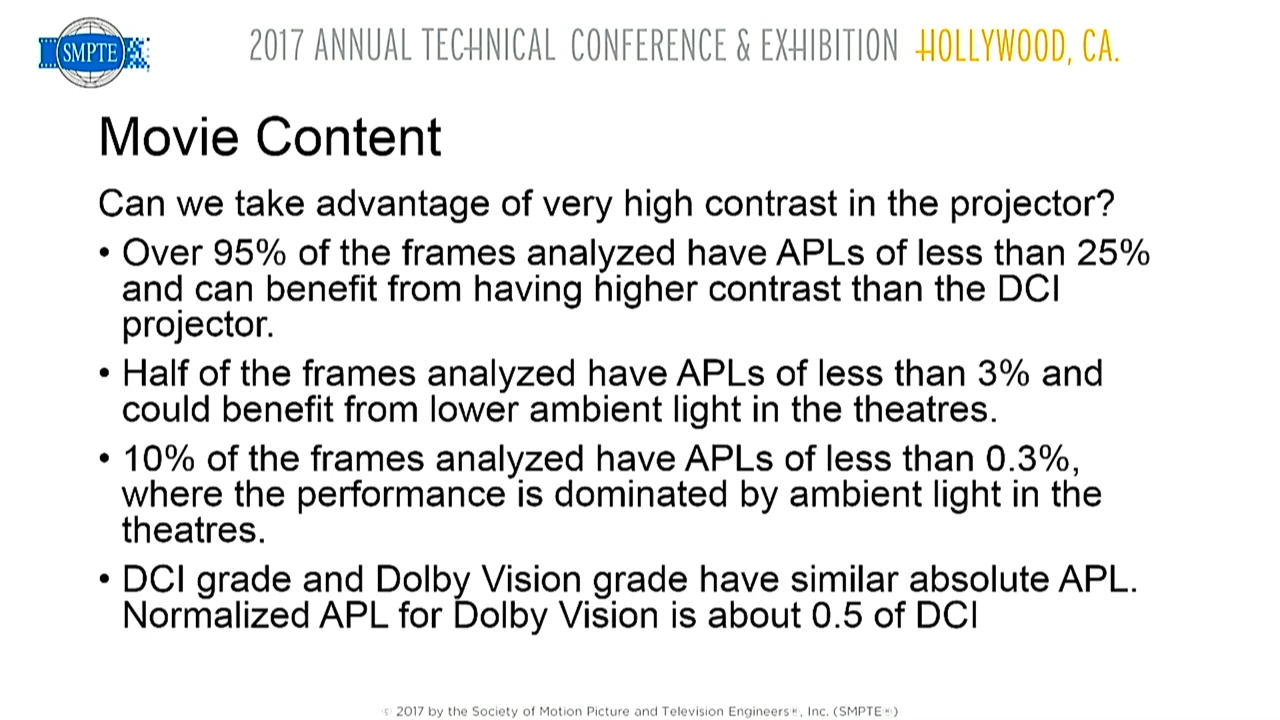 SMPTE
2017 ANNUAL TECHNICAL CONFERENCE & EXHIBITION HOLLYWOOD, CA.
Movie Content
Can we take advantage of very high contrast in the projector?
• Over 95% of the frames analyzed have APLs of less than 25%
and can benefit from having higher contrast than the DCI
projector.
• Half of the frames analyzed have APLs of less than 3% and
could benefit from lower ambient light in the theatres.
• 10% of the frames analyzed have APLs of less than 0.3%,
where the performance is dominated by ambient light in the
theatres.
• DCI grade and Dolby Vision grade have similar absolute APL.
Normalized APL for Dolby Vision is about 0.5 of DCI
© 2017 by the Society of Motion Picture and Television Engineers®, Inc. (SMPTE®)